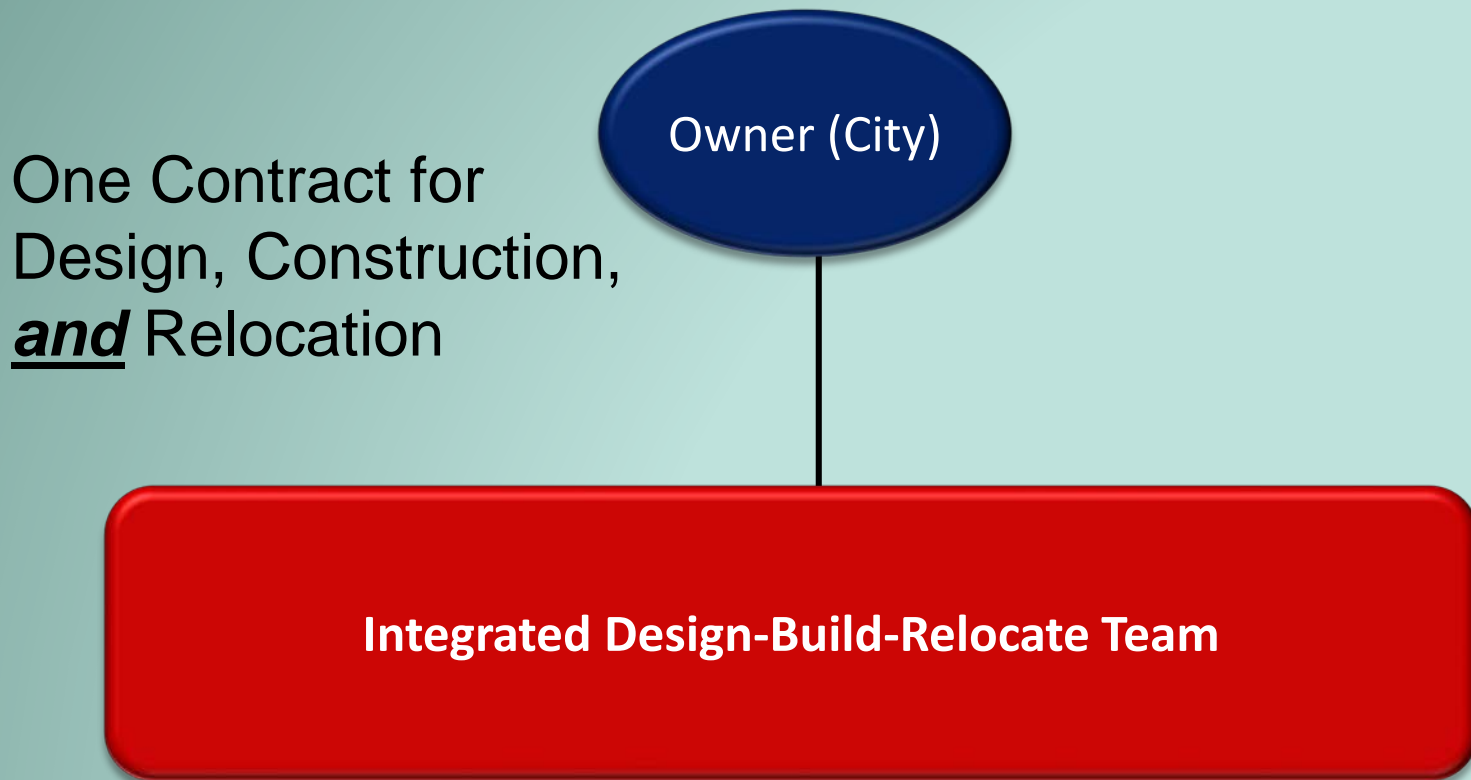 Owner (City)
One Contract for
Design, Construction,
and Relocation
Integrated Design-Build-Relocate Team